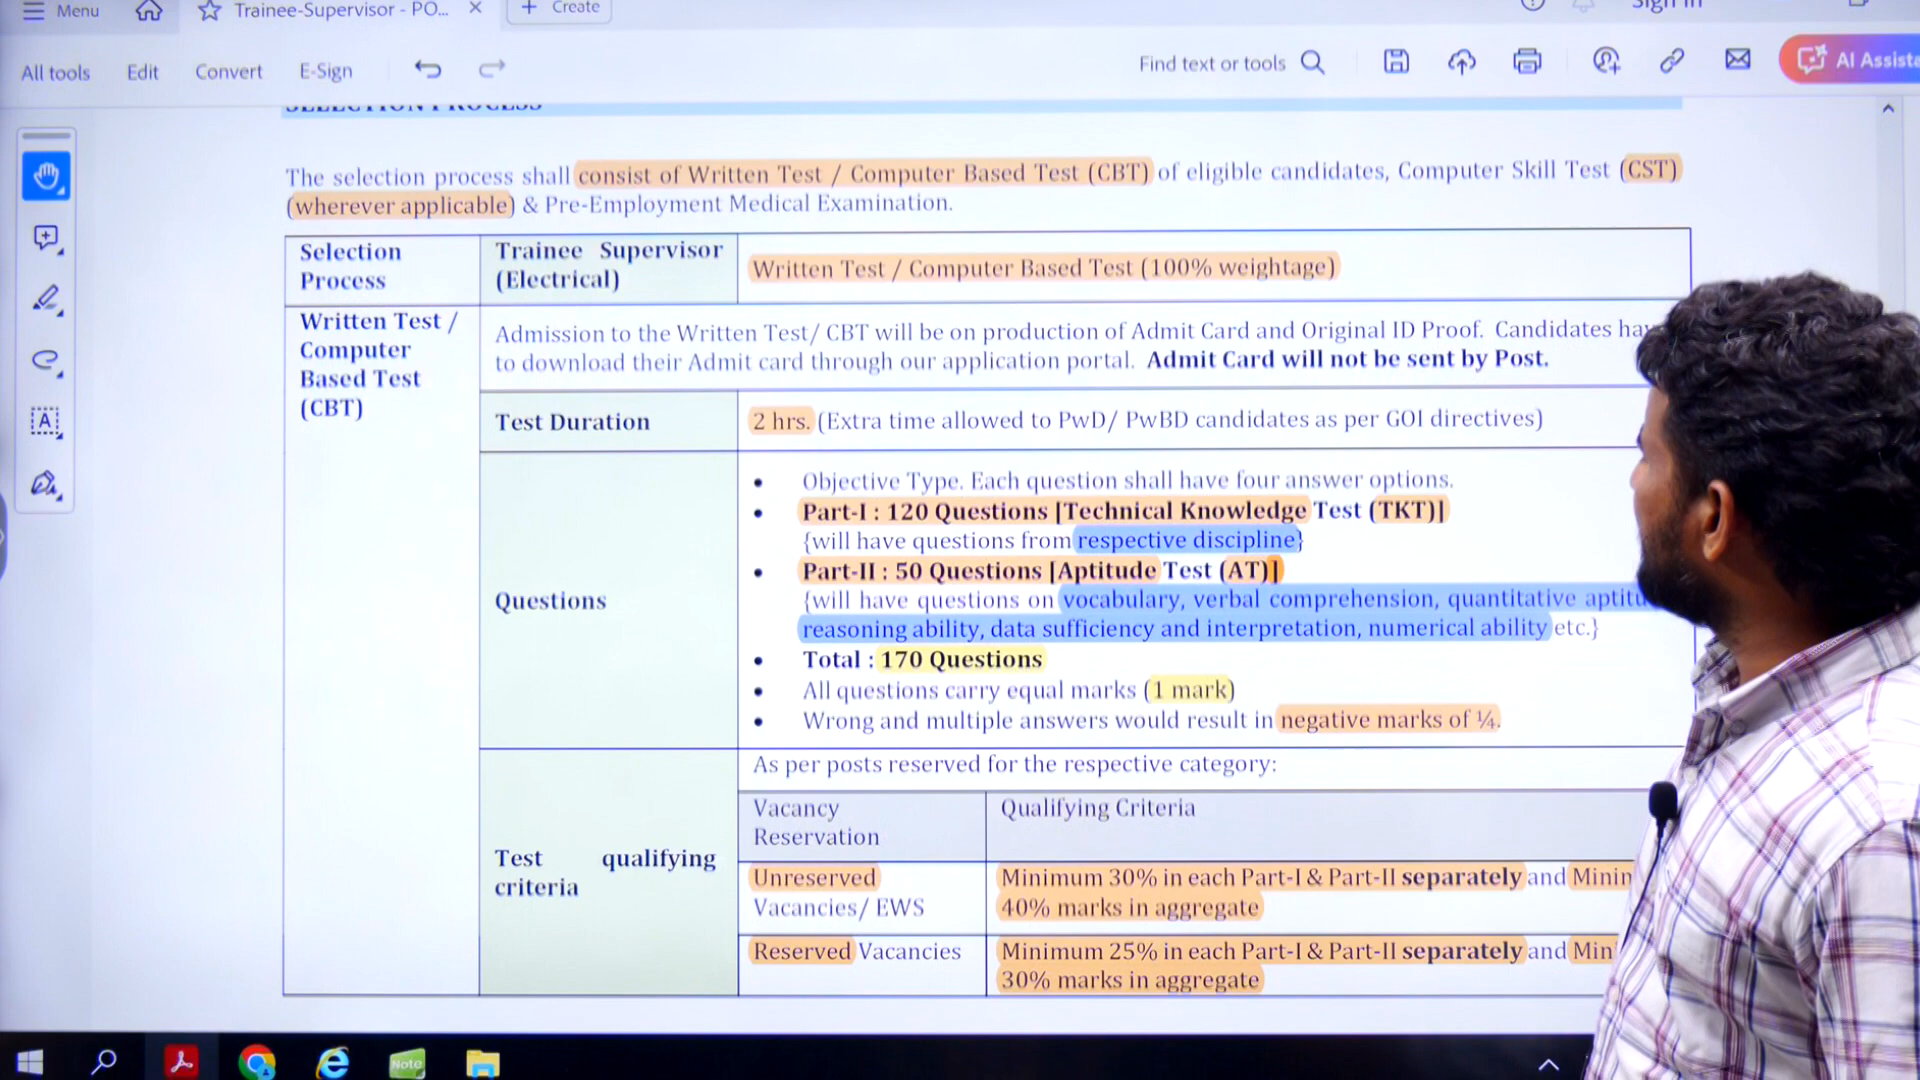 Menu
Trainee-Supervisor - PO...
Create
Sign in
All tools
Edit
Convert
E-Sign
Find text or tools
AI Assista
SELECTION PROCESS
The selection process shall consist of Written Test / Computer Based Test (CBT) of eligible candidates, Computer Skill Test (CST)
(wherever applicable) & Pre-Employment Medical Examination.
Selection Process
Trainee Supervisor (Electrical)
Written Test / Computer Based Test (100% weightage)
Written Test /
Computer
Based Test
(CBT)
Admission to the Written Test/ CBT will be on production of Admit Card and Original ID Proof. Candidates hav
to download their Admit card through our application portal. Admit Card will not be sent by Post.
Test Duration
2 hrs. (Extra time allowed to PwD/ PwBD candidates as per GOI directives)
Questions
• Objective Type. Each question shall have four answer options.
• Part-I : 120 Questions [Technical Knowledge Test (TKT)]
{will have questions from respective discipline}
• Part-II : 50 Questions [Aptitude Test (AT)]
{will have questions on vocabulary, verbal comprehension, quantitative aptitu
reasoning ability, data sufficiency and interpretation, numerical ability etc.}
• Total : 170 Questions
• All questions carry equal marks (1 mark)
• Wrong and multiple answers would result in negative marks of ¼.
Test qualifying
criteria
As per posts reserved for the respective category:
Vacancy
Reservation
Qualifying Criteria
Unreserved
Vacancies/ EWS
Minimum 30% in each Part-I & Part-II separately and Minin
40% marks in aggregate
Reserved Vacancies
Minimum 25% in each Part-I & Part-II separately and Min
30% marks in aggregate
Note